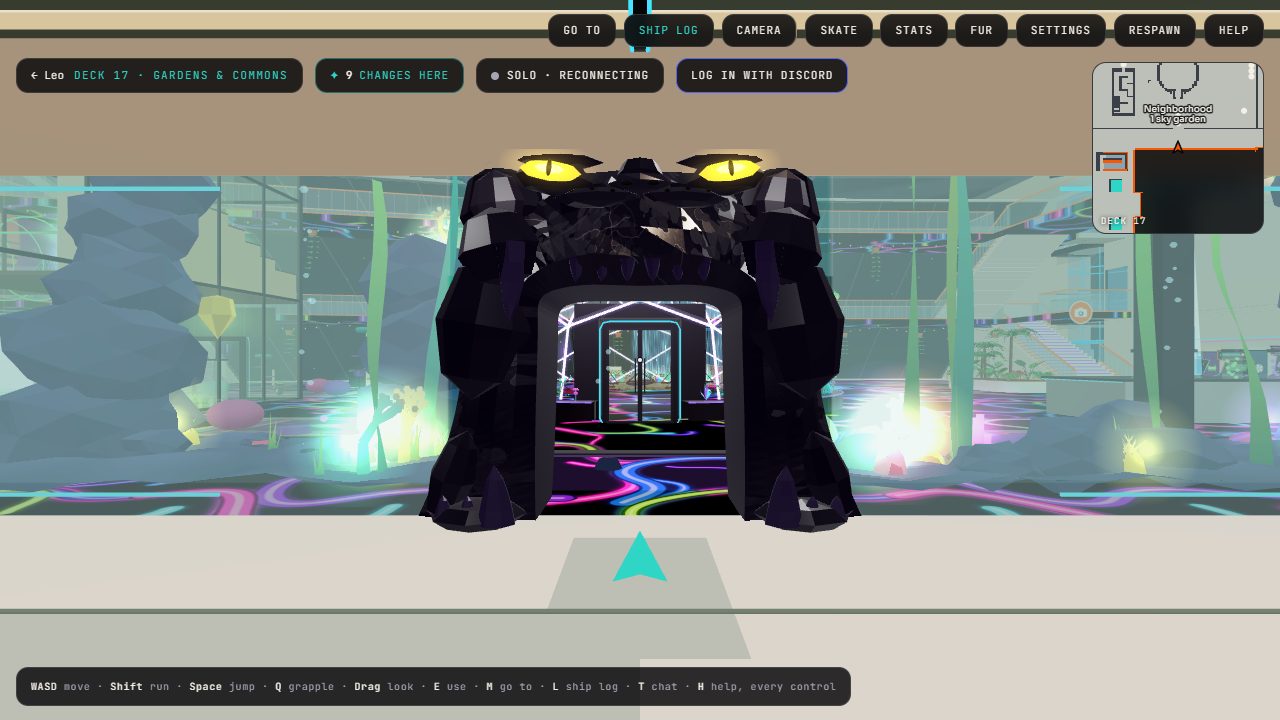 GO TO
SHIP LOG
CAMERA
SKATE
STATS
FUR
SETTINGS
RESPAWN
HELP
← Leo DECK 17 · GARDENS & COMMONS
✦ 9 CHANGES HERE
SOLO · RECONNECTING
LOG IN WITH DISCORD
Neighborhood
1 sky garden
DECK 17
WASD move · Shift run · Space jump · Q grapple · Drag look · E use · M go to · L ship log · T chat · H help, every control